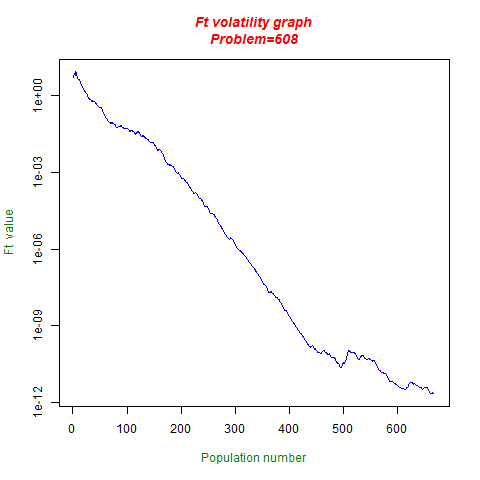 Ft volatility graph
Problem=608
1e+00
1e-03
1e-06
1e-09
1e-12
Ft value
0 100 200 300 400 500 600
Population number